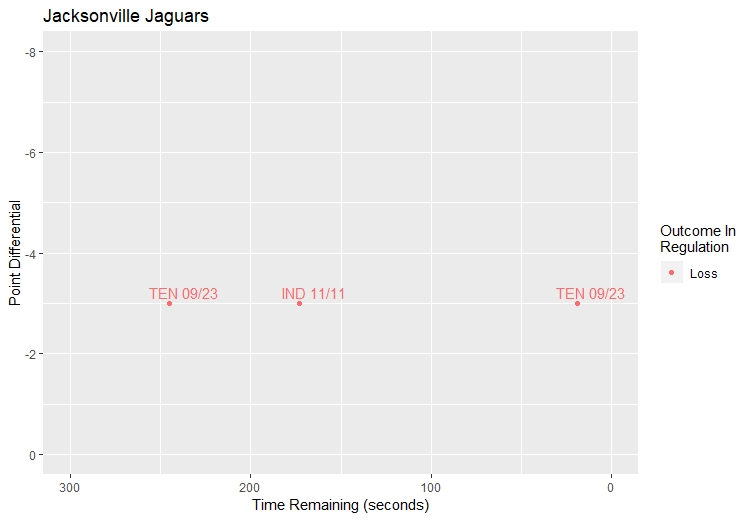 Jacksonville Jaguars
-8
-6
-4
-2
0
Point Differential
TEN 09/23
IND 11/11
TEN 09/23
300
200
100
0
Time Remaining (seconds)
Outcome In
Regulation
Loss